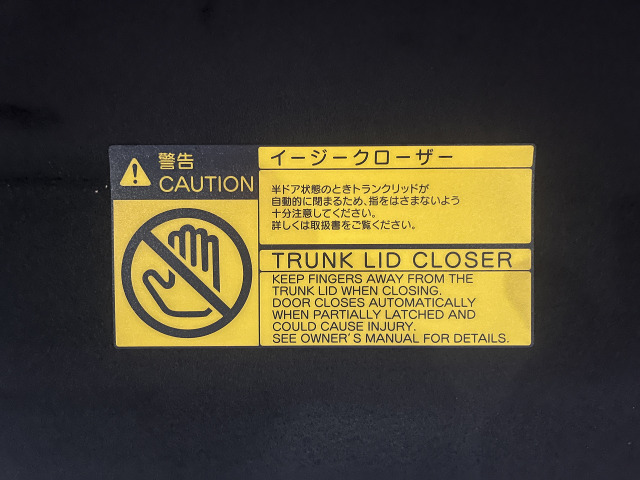 警告
CAUTION
イージークローザー
半ドア状態のときトランクリッドが
自動的に閉まるため、指をはさまないよう
十分注意してください。
詳しくは取扱書をご覧ください。
TRUNK LID CLOSER
KEEP FINGERS AWAY FROM THE
TRUNK LID WHEN CLOSING.
DOOR CLOSES AUTOMATICALLY
WHEN PARTIALLY LATCHED AND
COULD CAUSE INJURY.
SEE OWNER'S MANUAL FOR DETAILS.